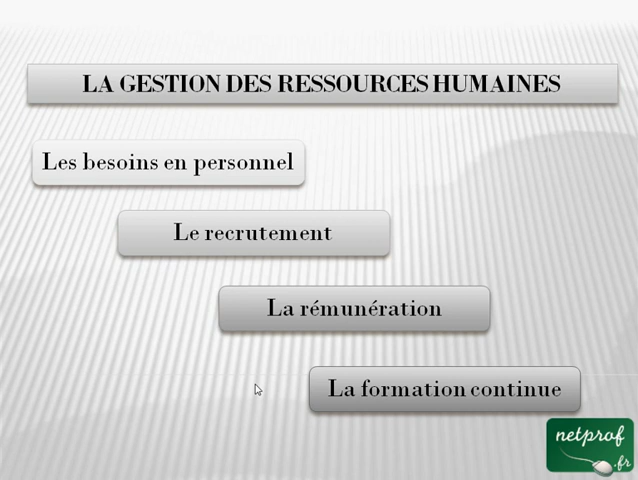 LA GESTION DES RESSOURCES HUMAINES
Les besoins en personnel
Le recrutement
La rémunération
La formation continue
netprof
.fr